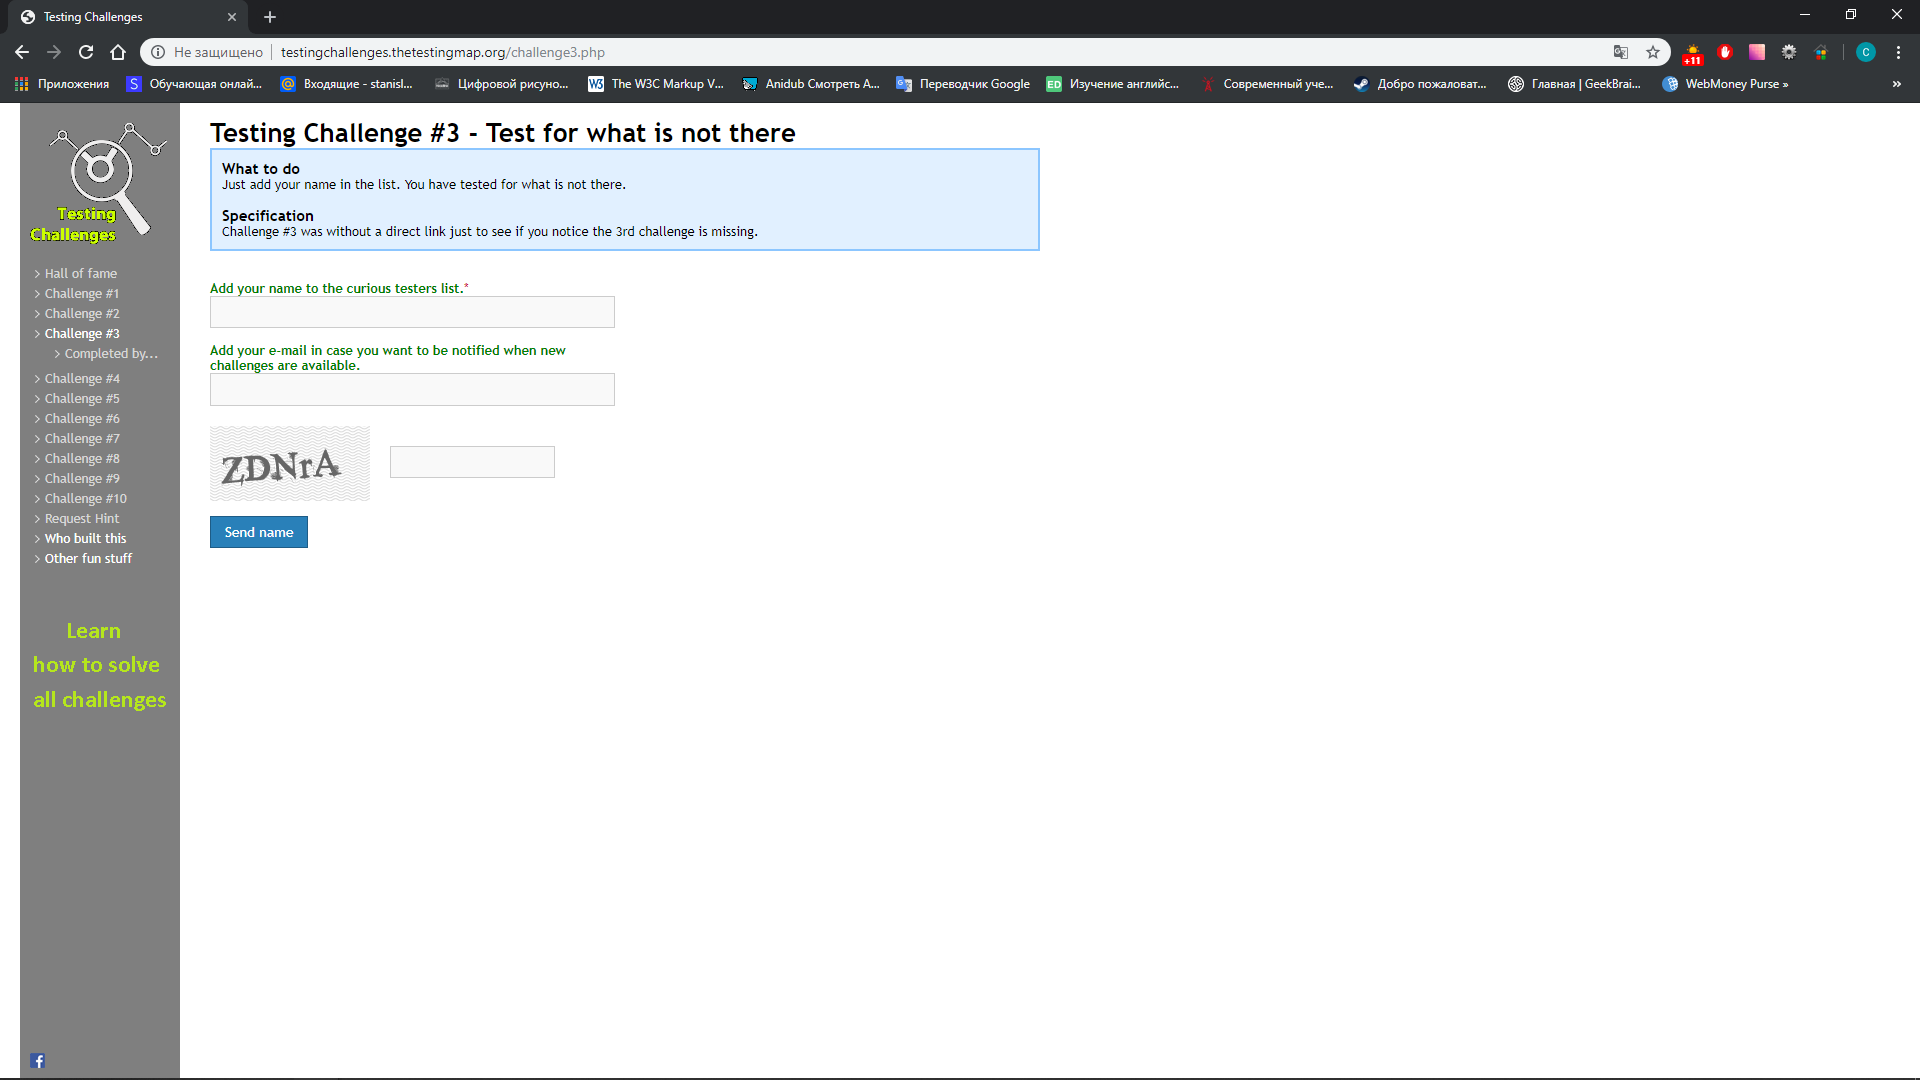 Testing Challenges
Не защищено
testingchallenges.thetestingmap.org/challenge3.php
+11
C
Приложения
S
Обучающая онлай...
Входящие - stanisl...
Цифровой рисуно...
W3
The W3C Markup V...
Anidub Смотреть А...
Переводчик Google
ED
Изучение английс...
Современный уче...
Добро пожаловат...
Главная | GeekBrai...
WebMoney Purse »
»
Testing
Challenges
> Hall of fame
> Challenge #1
> Challenge #2
> Challenge #3
> Completed by...
> Challenge #4
> Challenge #5
> Challenge #6
> Challenge #7
> Challenge #8
> Challenge #9
> Challenge #10
> Request Hint
> Who built this
> Other fun stuff
Learn
how to solve
all challenges
f
Testing Challenge #3 - Test for what is not there
What to do
Just add your name in the list. You have tested for what is not there.
Specification
Challenge #3 was without a direct link just to see if you notice the 3rd challenge is missing.
Add your name to the curious testers list.*
Add your e-mail in case you want to be notified when new
challenges are available.
ZDNrA
Send name